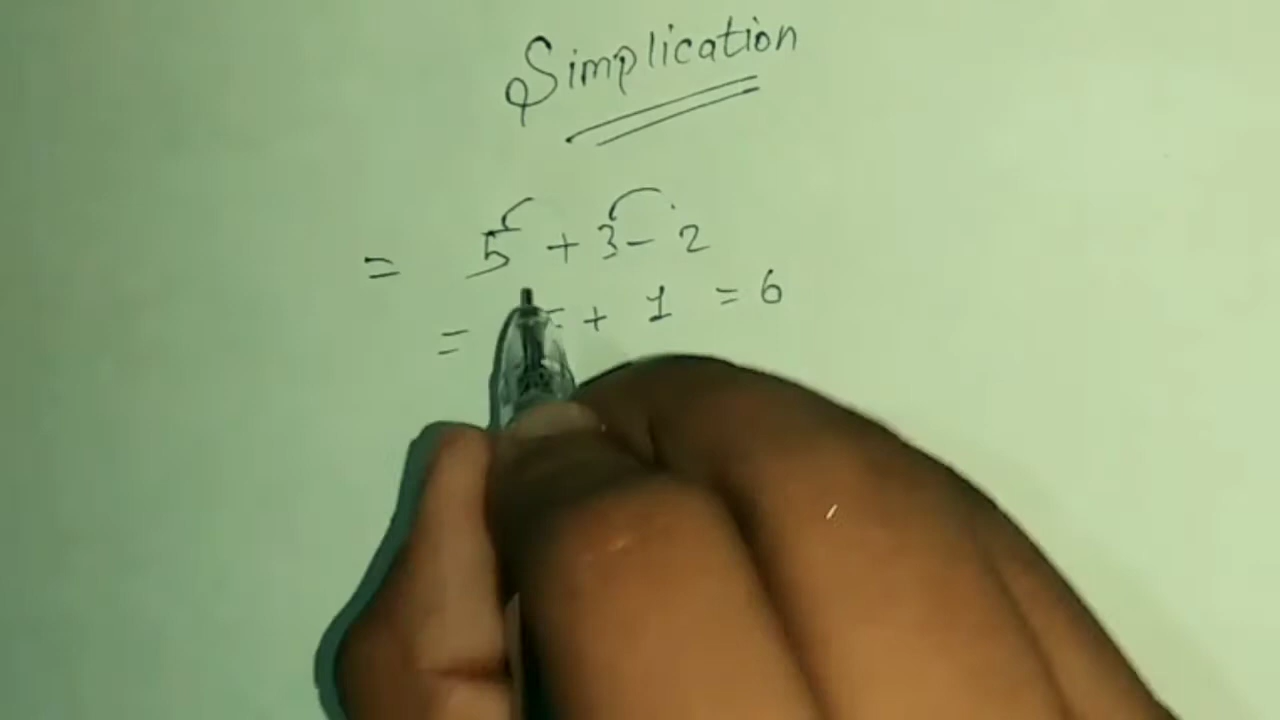 Simplication
= 5 + 3 - 2
= + 1 = 6